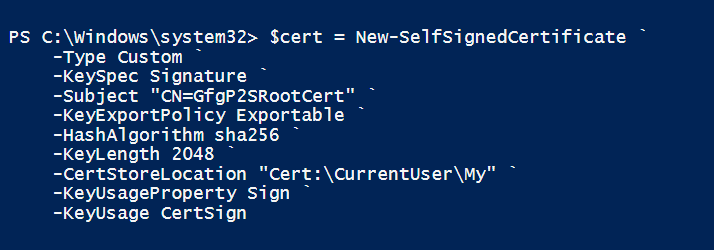 PS C:\Windows\system32> $cert = New-SelfSignedCertificate `
-Type Custom `
-KeySpec Signature `
-Subject "CN=GfgP2SRootCert" `
-KeyExportPolicy Exportable `
-HashAlgorithm sha256 `
-KeyLength 2048 `
-CertStoreLocation "Cert:\CurrentUser\My" `
-KeyUsageProperty Sign `
-KeyUsage CertSign